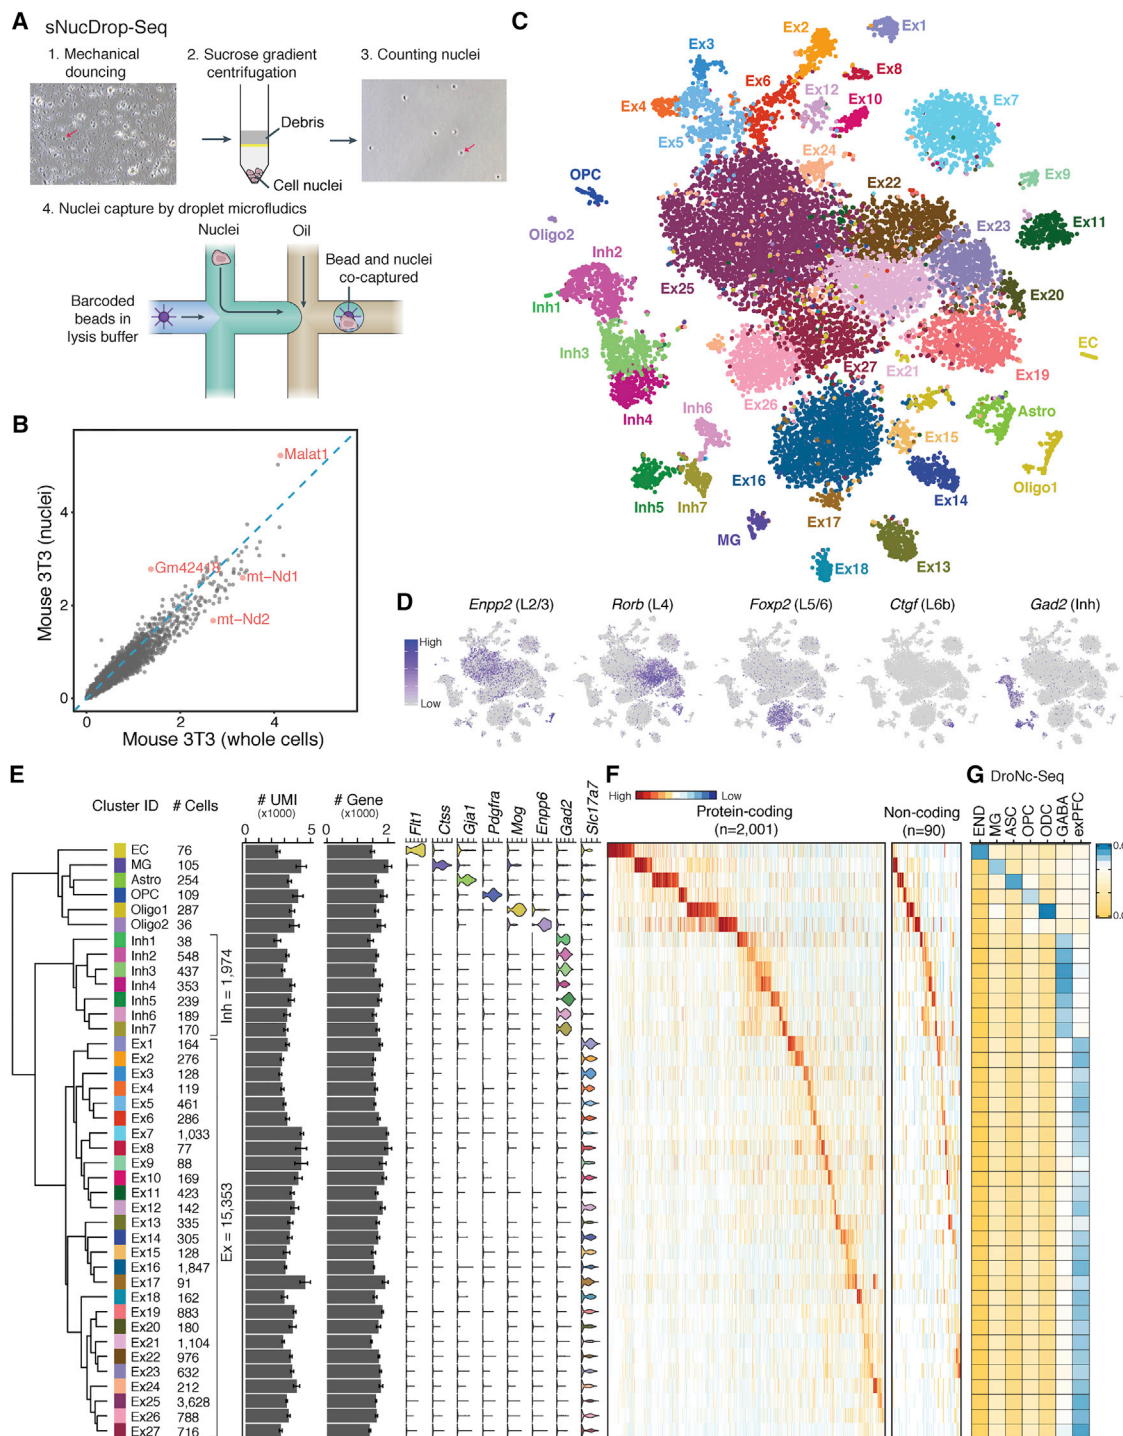 A
sNucDrop-Seq
1. Mechanical
douncing
2. Sucrose gradient
centrifugation
3. Counting nuclei
Debris
Cell nuclei
4. Nuclei capture by droplet microfludics
Nuclei
Oil
Bead and nuclei
co-captured
Barcoded
beads in
lysis buffer
B
Mouse 3T3 (nuclei)
4
2
0
Malat1
Gm42418
mt-Nd1
mt-Nd2
0 2 4
Mouse 3T3 (whole cells)
C
Ex1
Ex2
Ex3
Ex8
Ex6
Ex12
Ex10
Ex7
Ex4
Ex5
Ex24
OPC
Ex22
Ex9
Ex23
Ex11
Oligo2
Inh2
Ex25
Ex20
Inh1
Inh3
Ex27
Ex21
Ex19
EC
Inh4
Inh6
Ex26
Astro
Ex15
Ex16
Ex14
Oligo1
Inh5
Inh7
Ex17
MG
Ex18
Ex13
D
Enpp2 (L2/3)
Rorb (L4)
Foxp2 (L5/6)
Ctgf (L6b)
Gad2 (Inh)
High
Low
E
Cluster ID
# Cells
# UMI
(x1000)
0 5
# Gene
(x1000)
0 2
Flt1
Ctss
Gja1
Pdgfra
Mog
Enpp6
Gad2
Slc17a7
EC 76
MG 105
Astro 254
OPC 109
Oligo1 287
Oligo2 36
Inh1 38
Inh2 548
Inh3 437
Inh4 353
Inh5 239
Inh6 189
Inh7 170
Ex1 164
Ex2 276
Ex3 128
Ex4 119
Ex5 461
Ex6 286
Ex7 1,033
Ex8 77
Ex9 88
Ex10 169
Ex11 423
Ex12 142
Ex13 335
Ex14 305
Ex15 128
Ex16 1,847
Ex17 91
Ex18 162
Ex19 883
Ex20 180
Ex21 1,104
Ex22 976
Ex23 632
Ex24 212
Ex25 3,628
Ex26 788
Ex27 716
Inh = 1,974
Ex = 15,353
F
High
Low
Protein-coding
(n=2,001)
Non-coding
(n=90)
G
DroNc-Seq
END
MG
ASC
OPC
ODC
GABA
exPFC